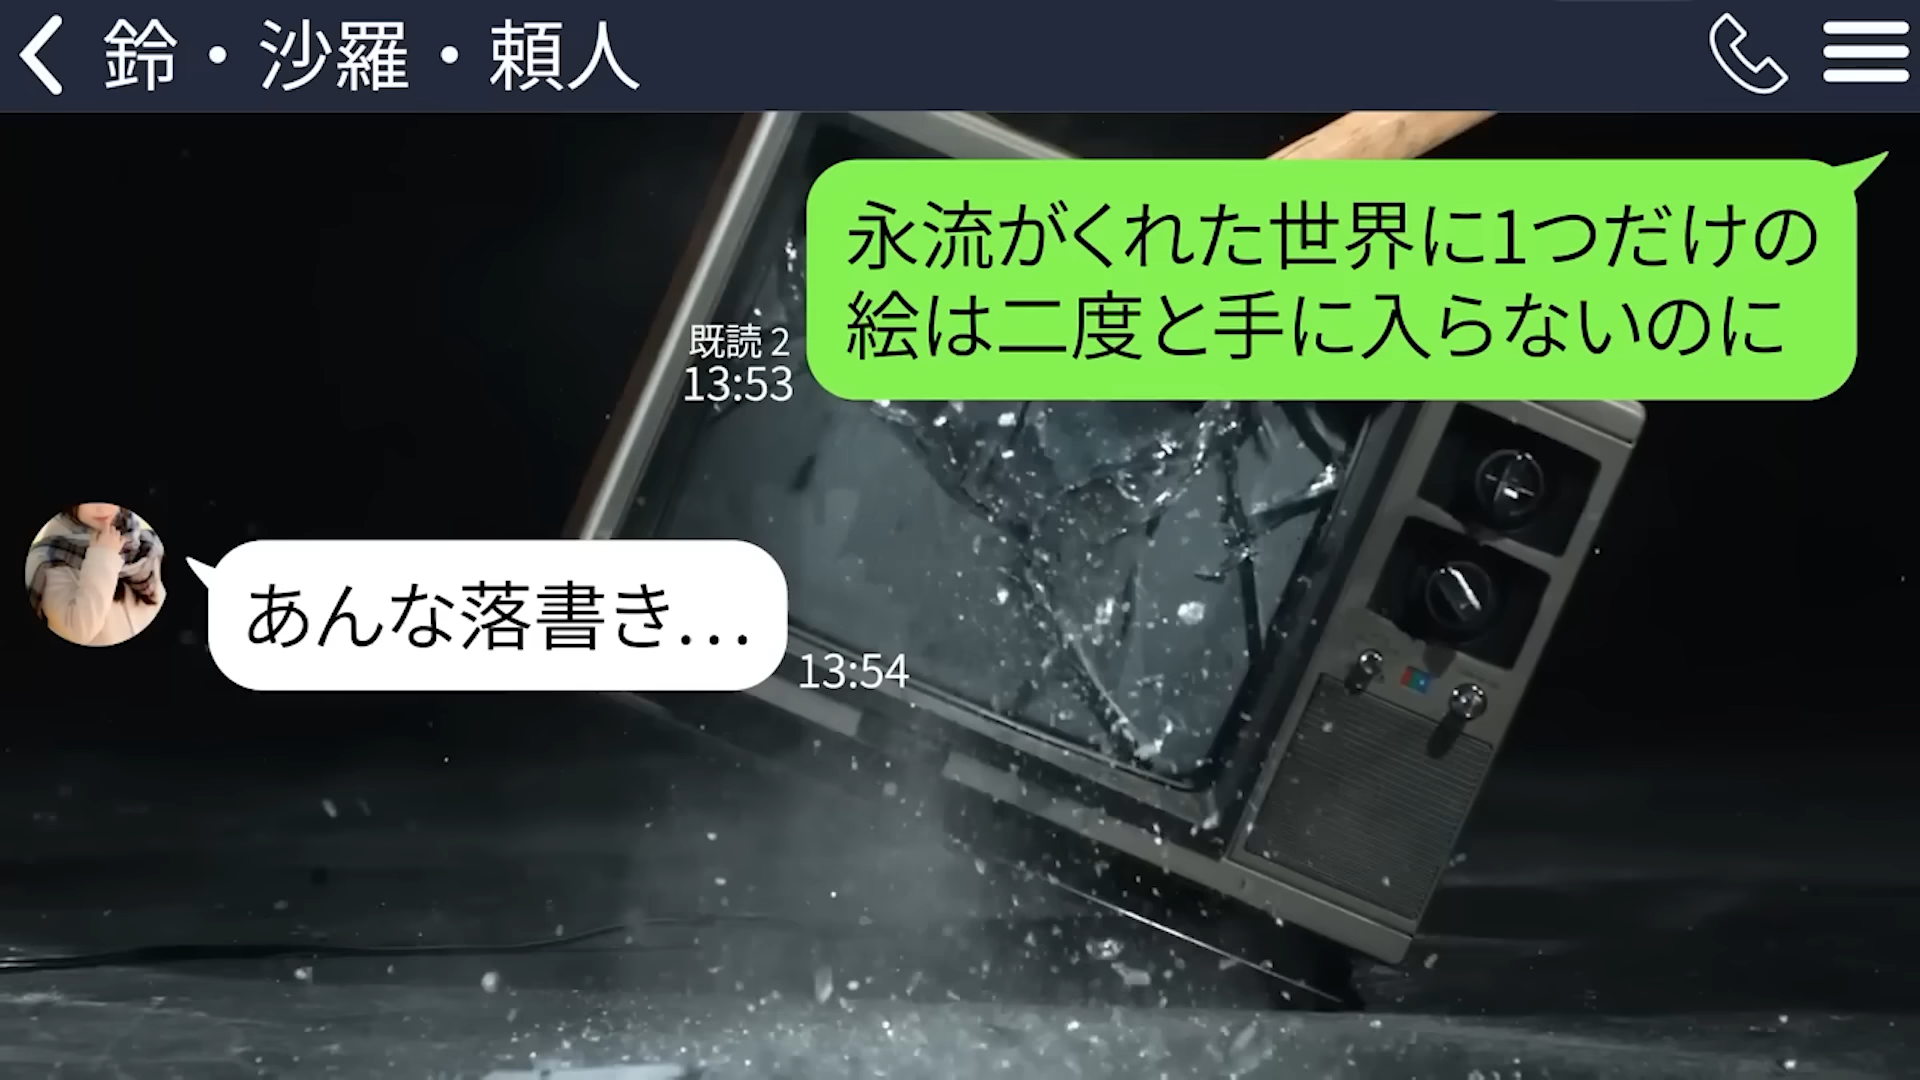 鈴・沙羅・頼人
永流がくれた世界に1つだけの
絵は二度と手に入らないのに
既読 2
13:53
あんな落書き...
13:54